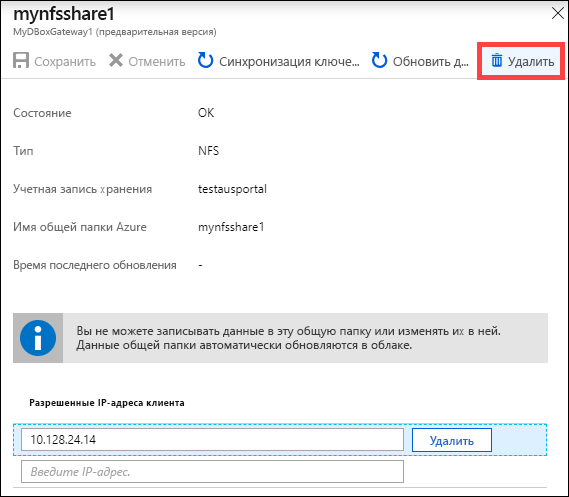 mynfsshare1
MyDBoxGateway1 (предварительная версия)
Сохранить Отменить Синхронизация ключе... Обновить д... Удалить
Состояние OK
Тип NFS
Учетная запись хранения testausportal
Имя общей папки Azure mynfsshare1
Время последнего обновления -
Вы не можете записывать данные в эту общую папку или изменять их в ней.
Данные общей папки автоматически обновляются в облаке.
Разрешенные IP-адреса клиента
10.128.24.14 Удалить
Введите IP-адрес.